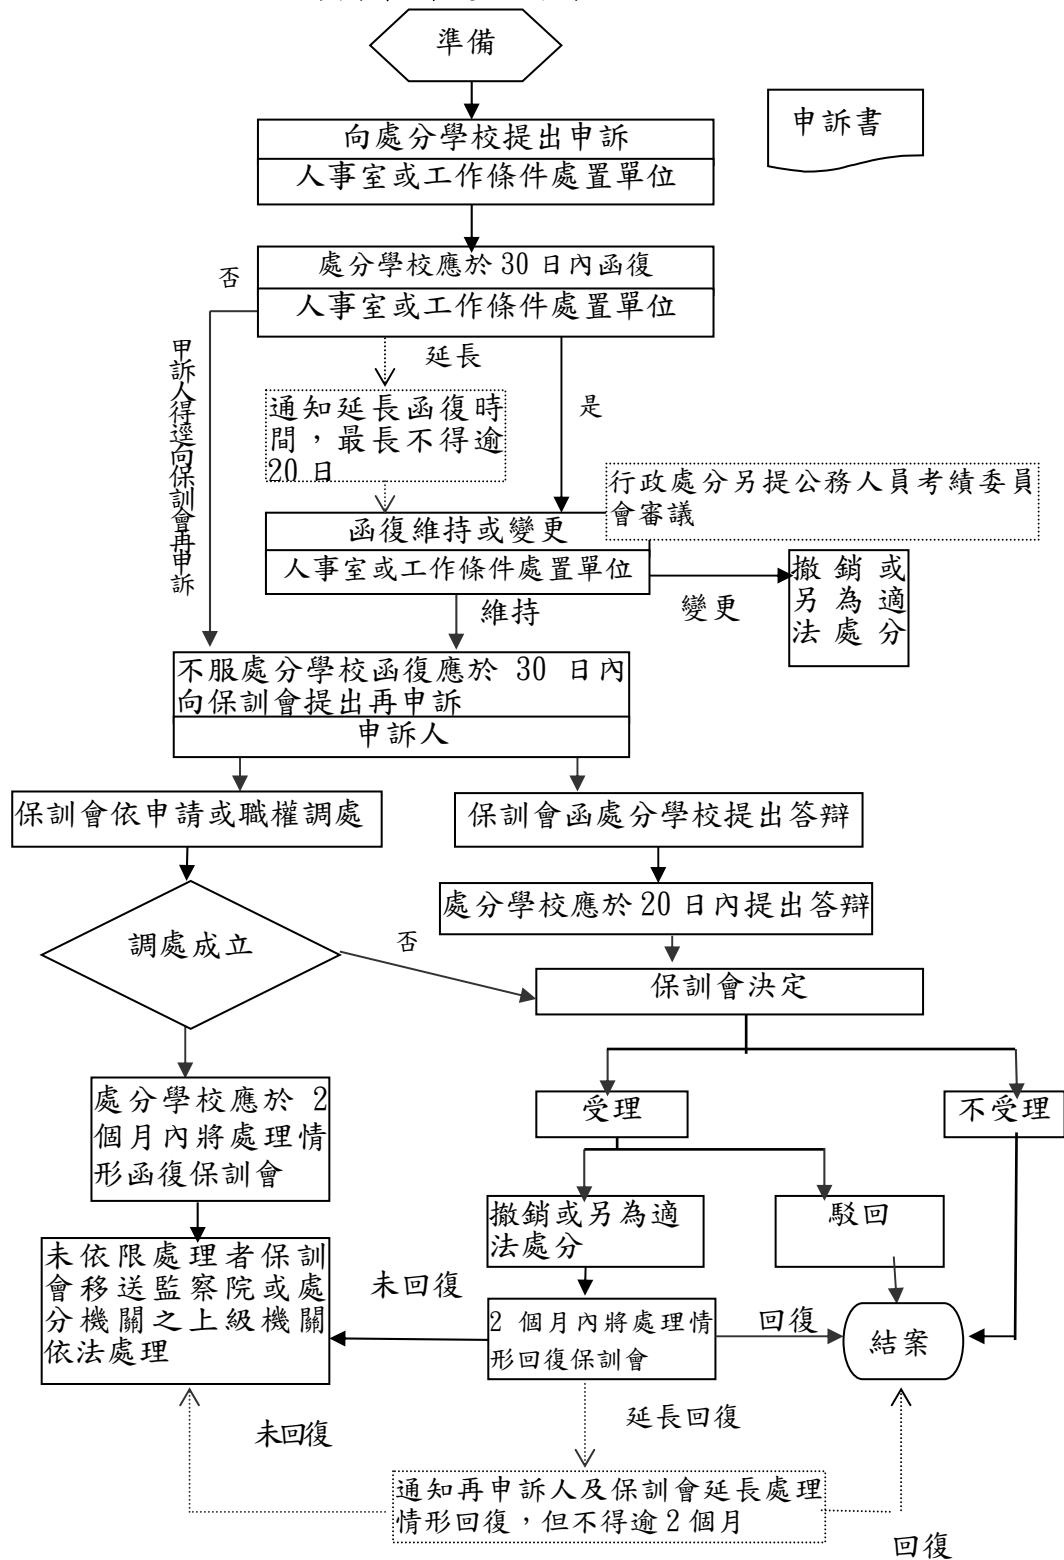 準備
申訴書
向處分學校提出申訴
人事室或工作條件處置單位
處分學校應於 30 日內函復
人事室或工作條件處置單位
否
延長
是
申訴人得逕向保訓會再申訴
通知延長函復時
間，最長不得逾
20 日
行政處分另提公務人員考績委員
會審議
函復維持或變更
人事室或工作條件處置單位
變更
撤銷或
另為適
法處分
維持
不服處分學校函復應於 30 日內
向保訓會提出再申訴
申訴人
保訓會依申請或職權調處
保訓會函處分學校提出答辯
處分學校應於 20 日內提出答辯
調處成立
否
保訓會決定
處分學校應於 2
個月內將處理情
形函復保訓會
受理
不受理
撤銷或另為適
法處分
駁回
未依限處理者保訓
會移送監察院或處
分機關之上級機關
依法處理
未回復
2 個月內將處理情
形回復保訓會
回復
結案
未回復
延長回復
通知再申訴人及保訓會延長處理
情形回復，但不得逾 2 個月
回復